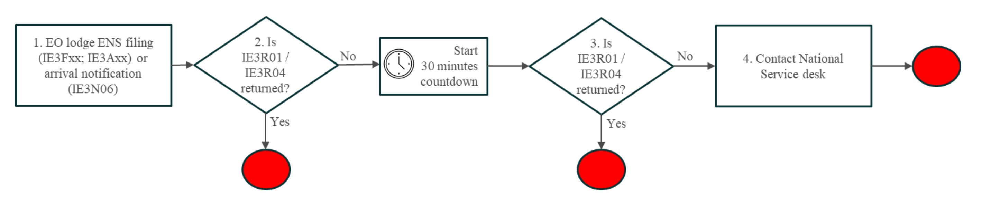 1. EO lodge ENS filing
(IE3Fxx; IE3Axx) or
arrival notification
(IE3N06)
2. Is
IE3R01 /
IE3R04
returned?
Yes
No
Start
30 minutes
countdown
3. Is
IE3R01 /
IE3R04
returned?
Yes
No
4. Contact National
Service desk